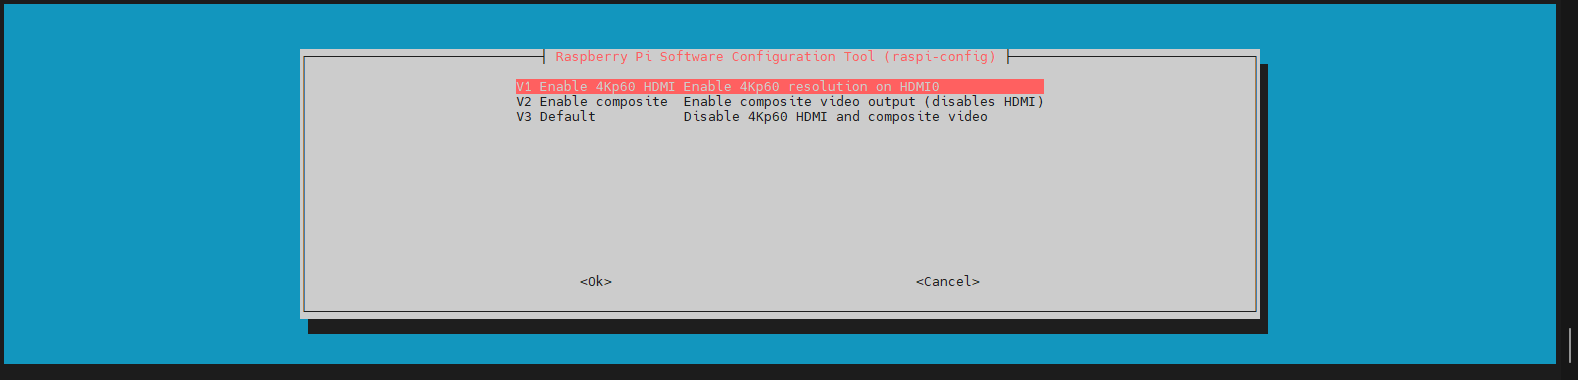 Raspberry Pi Software Configuration Tool (raspi-config)
V1 Enable 4Kp60 HDMI Enable 4Kp60 resolution on HDMI0
V2 Enable composite Enable composite video output (disables HDMI)
V3 Default Disable 4Kp60 HDMI and composite video
<Ok> <Cancel>